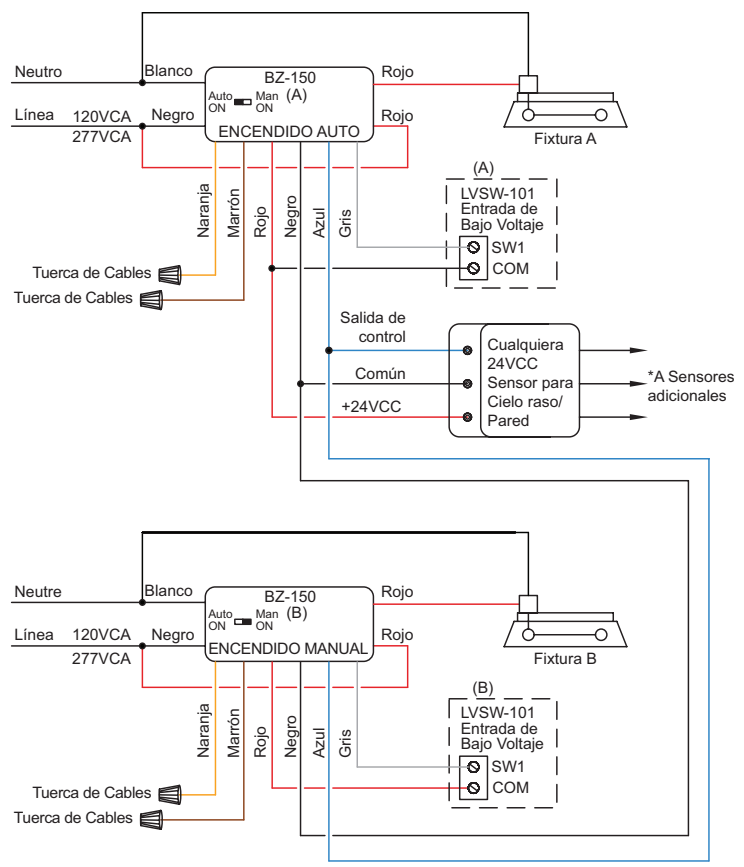 Neutro
Blanco
BZ-150
Rojo
Auto Man (A)
ON ON
Línea 120VCA Negro
277VCA
ENCENDIDO AUTO
Rojo
Fixtura A
Naranja
Marrón
Rojo
Negro
Azul
Gris
(A)
LVSW-101
Entrada de
Bajo Voltaje
SW1
COM
Tuerca de Cables
Tuerca de Cables
Salida de
control
Común
+24VCC
Cualquiera
24VCC
Sensor para
Cielo raso/
Pared
*A Sensores
adicionales
Neutre
Blanco
BZ-150
Rojo
Auto Man (B)
ON ON
Línea 120VCA Negro
277VCA
ENCENDIDO MANUAL
Rojo
Fixtura B
Naranja
Marrón
Rojo
Negro
Azul
Gris
(B)
LVSW-101
Entrada de
Bajo Voltaje
SW1
COM
Tuerca de Cables
Tuerca de Cables